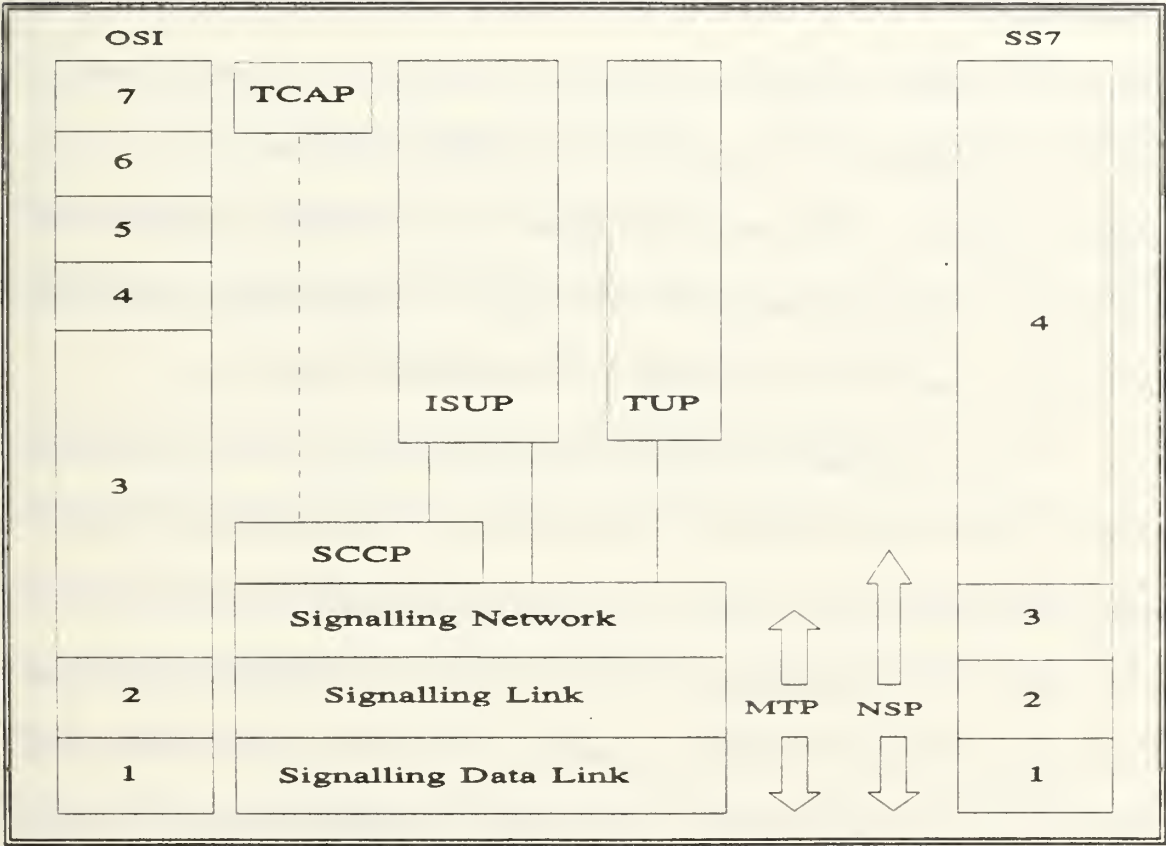 OSI SS7
7 TCAP
6
5
4
4
ISUP TUP
3
SCCP
Signalling Network 3
2 Signalling Link MTP NSP 2
1 Signalling Data Link 1